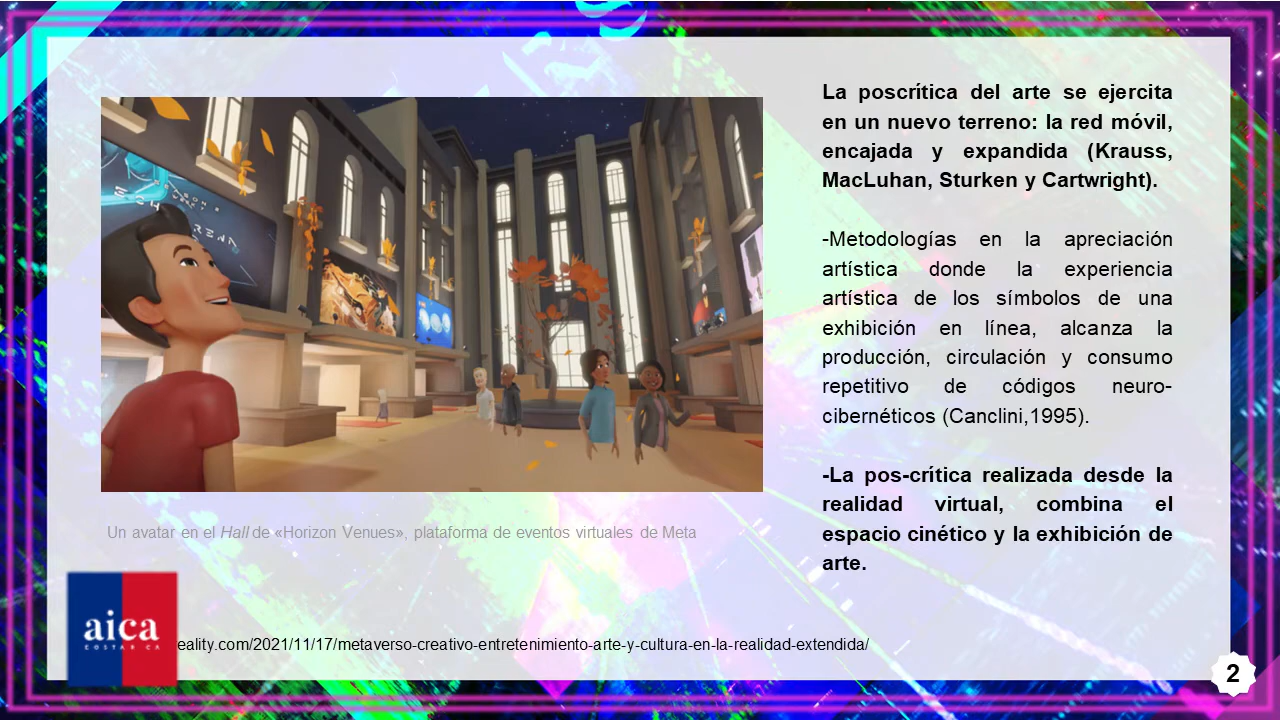 La poscrítica del arte se ejercita
en un nuevo terreno: la red móvil,
encajada y expandida (Krauss,
MacLuhan, Sturken y Cartwright).
-Metodologías en la apreciación
artística donde la experiencia
artística de los símbolos de una
exhibición en línea, alcanza la
producción, circulación y consumo
repetitivo de códigos neuro-
cibernéticos (Canclini,1995).
-La pos-crítica realizada desde la
realidad virtual, combina el
espacio cinético y la exhibición de
arte.
Un avatar en el Hall de «Horizon Venues», plataforma de eventos virtuales de Meta
aica
eality.com/2021/11/17/metaverso-creativo-entretenimiento-arte-y-cultura-en-la-realidad-extendida/
2